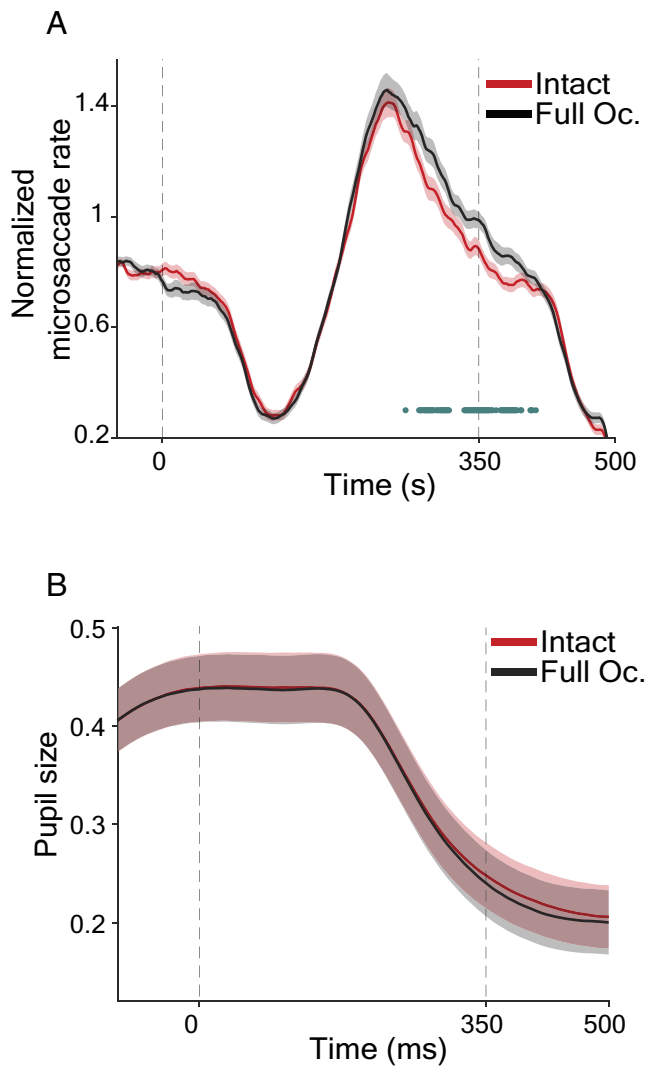 A
Intact
Full Oc.
Normalized
microsaccade rate
1.4
1
0.6
0.2
0
350
500
Time (s)
B
Intact
Full Oc.
Pupil size
0.5
0.4
0.3
0.2
0
350
500
Time (ms)